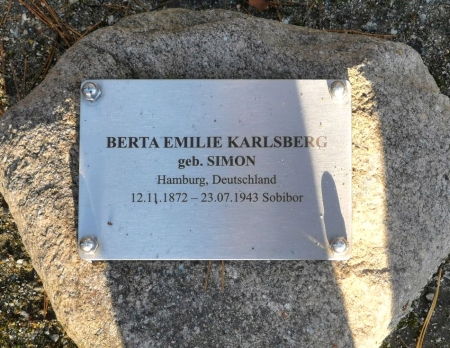 BERTA EMILIE KARLSBERG
geb. SIMON
Hamburg, Deutschland
12.11.1872 – 23.07.1943 Sobibor